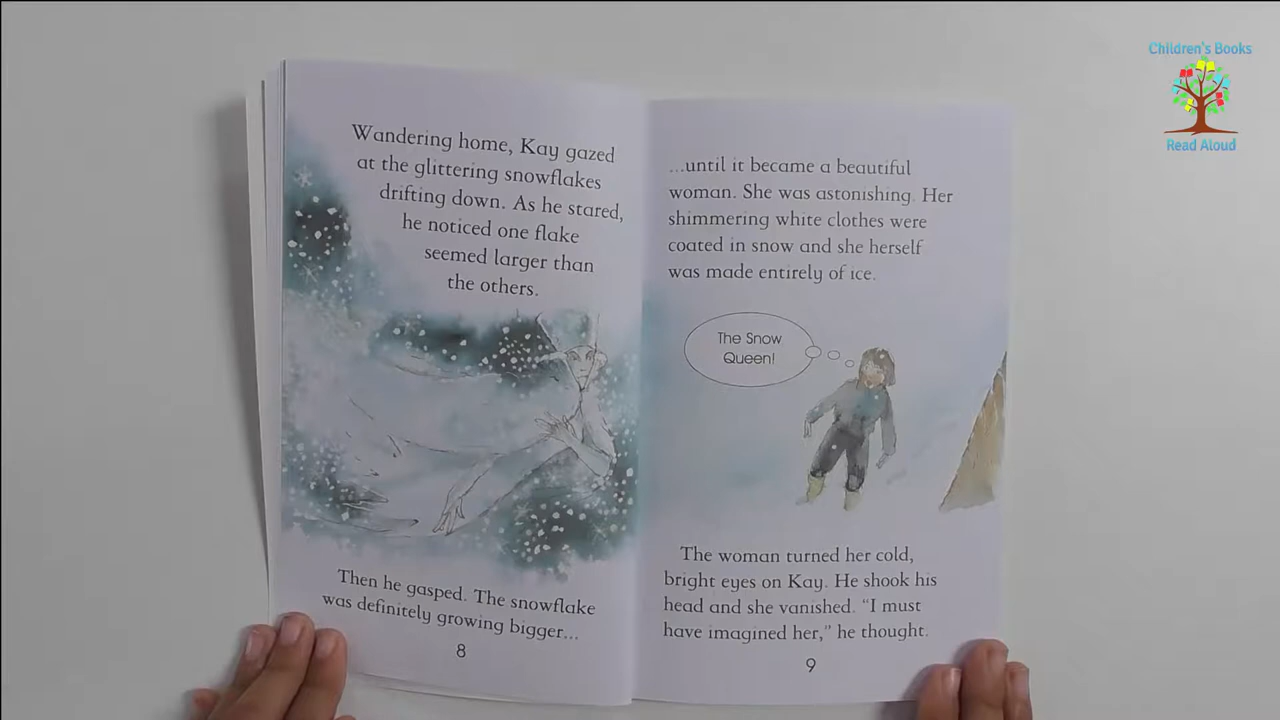 Children's Books
Read Aloud
Wandering home, Kay gazed
at the glittering snowflakes
drifting down. As he stared,
he noticed one flake
seemed larger than
the others.
Then he gasped. The snowflake
was definitely growing bigger...
8
...until it became a beautiful
woman. She was astonishing. Her
shimmering white clothes were
coated in snow and she herself
was made entirely of ice.
The Snow
Queen!
The woman turned her cold,
bright eyes on Kay. He shook his
head and she vanished. “I must
have imagined her,” he thought.
9